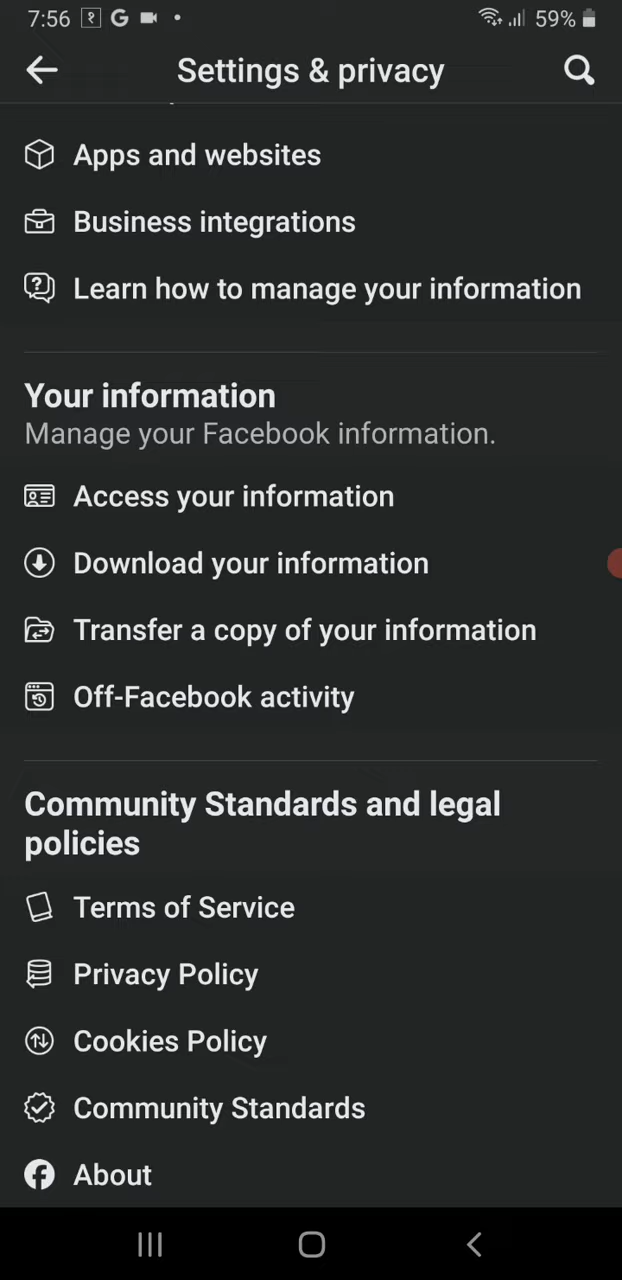 7:56 १ G 59%
Settings & privacy
Apps and websites
Business integrations
Learn how to manage your information
Your information
Manage your Facebook information.
Access your information
Download your information
Transfer a copy of your information
Off-Facebook activity
Community Standards and legal
policies
Terms of Service
Privacy Policy
Cookies Policy
Community Standards
About